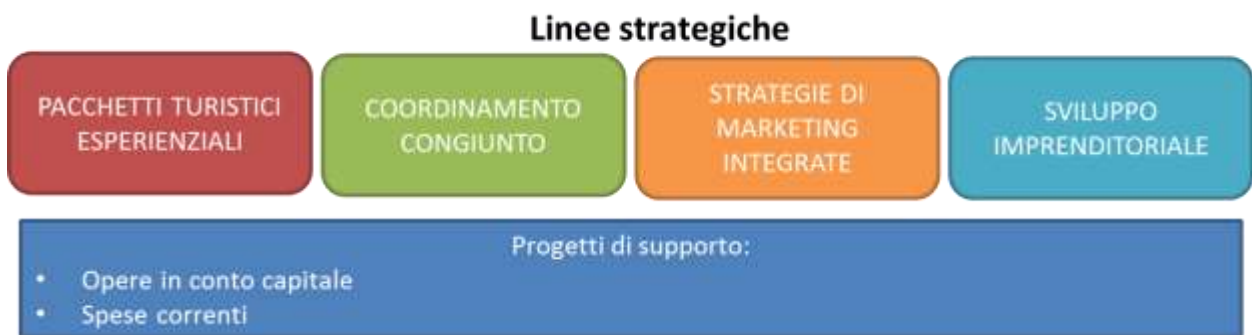 Linee strategiche
PACCHETTI TURISTICI
ESPERIENZIALI
COORDINAMENTO
CONGIUNTO
STRATEGIE DI
MARKETING
INTEGRATE
SVILUPPO
IMPRENDITORIALE
Progetti di supporto:
• Opere in conto capitale
• Spese correnti